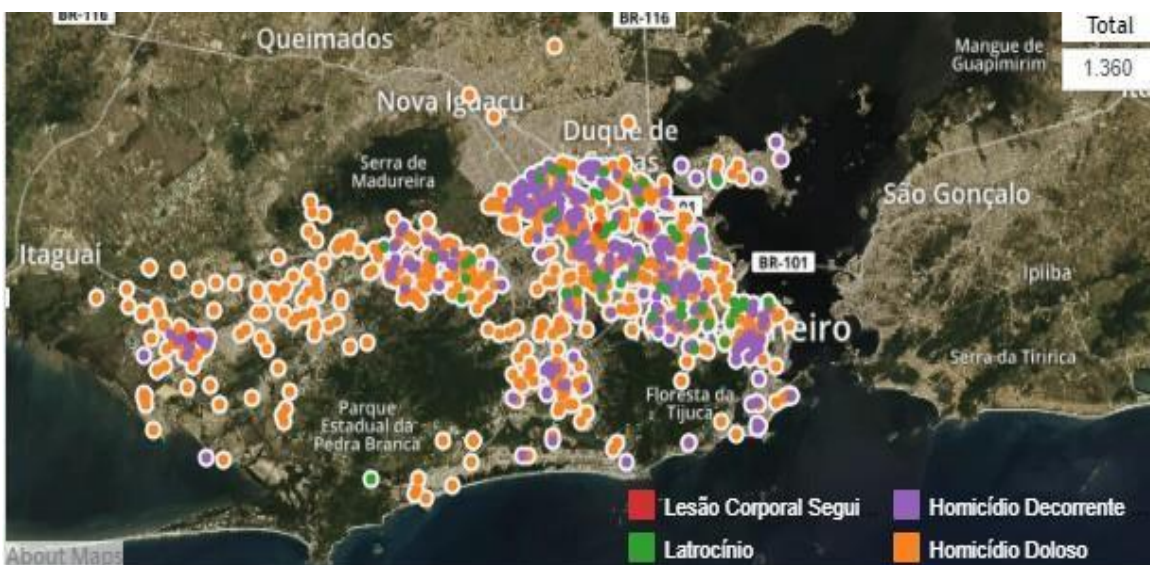 BR-116
BR-116
Total
1.360
Queimados
Mangue de
Guapimirim
Nova Iguaçu
Duque de
Serra de
Madureira
São Gonçalo
01
Itaguaí
BR-101
Ipiiba
eiro
Serra da Tiririca
Floresta da
Tijuca
Parque
Estadual da
Pedra Branca
Lesão Corporal Segui
Homicídio Decorrente
Latrocínio
Homicídio Doloso
About Maps